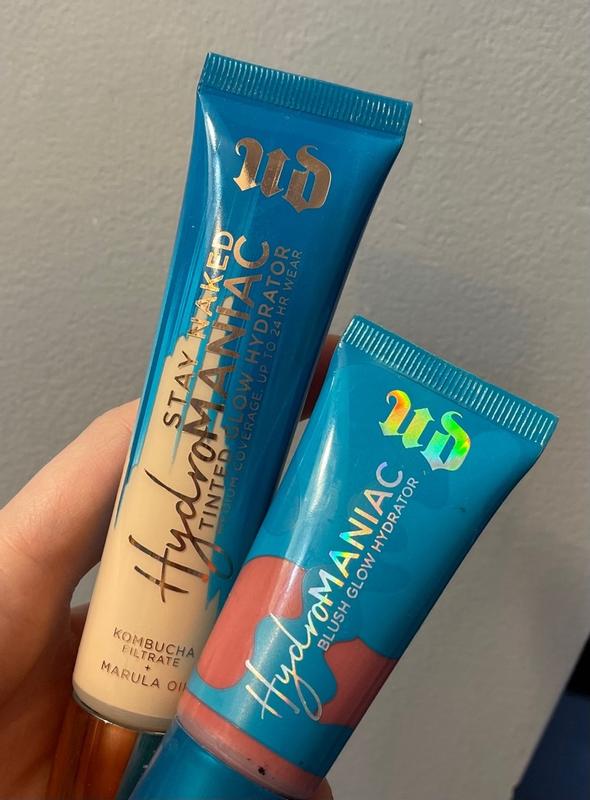 UD
STAY NAKED
HydroMANIAC
TINTED GLOW HYDRATOR
MEDIUM COVERAGE. UP TO 24 HR WEAR
KOMBUCHA
FILTRATE
+
MARULA OIL
UD
HydroMANIAC
BLUSH GLOW HYDRATOR